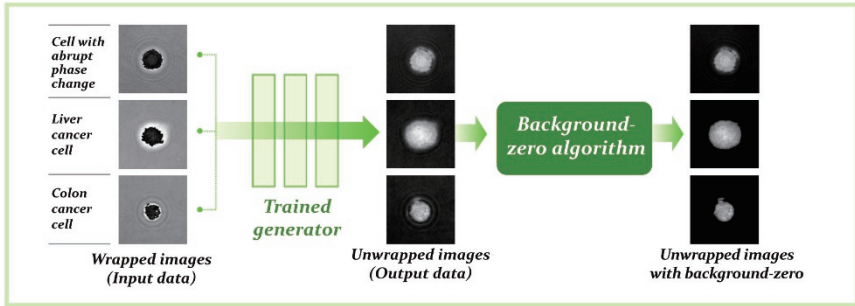 Cell with
abrupt
phase
change
Liver
cancer
cell
Colon
cancer
cell
Wrapped images
(Input data)
Trained
generator
Unwrapped images
(Output data)
Background-
zero algorithm
Unwrapped images
with background-zero